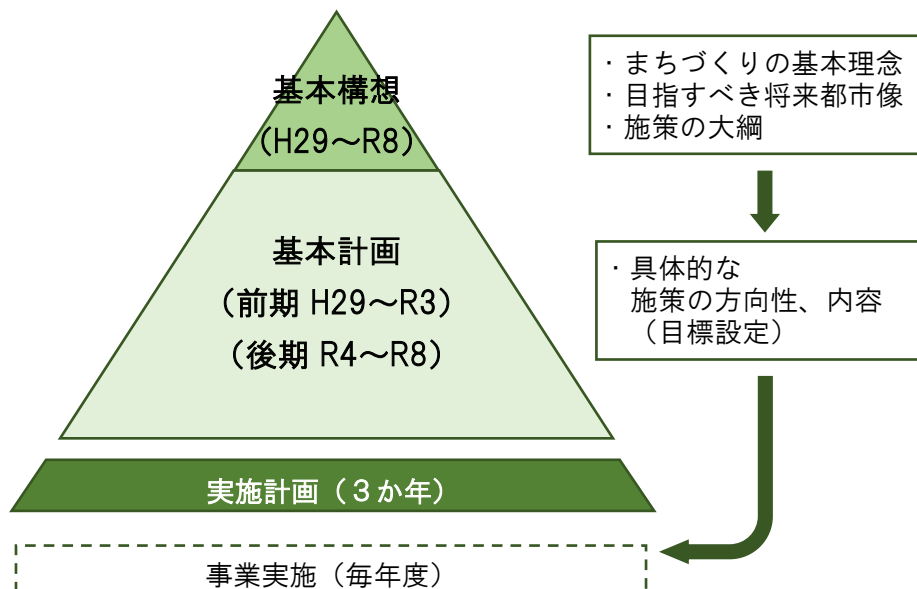 基本構想
（H29～R8）
基本計画
（前期 H29～R3）
（後期 R4～R8）
実施計画（３か年）
事業実施（毎年度）
・まちづくりの基本理念
・目指すべき将来都市像
・施策の大綱
・具体的な
施策の方向性、内容
（目標設定）